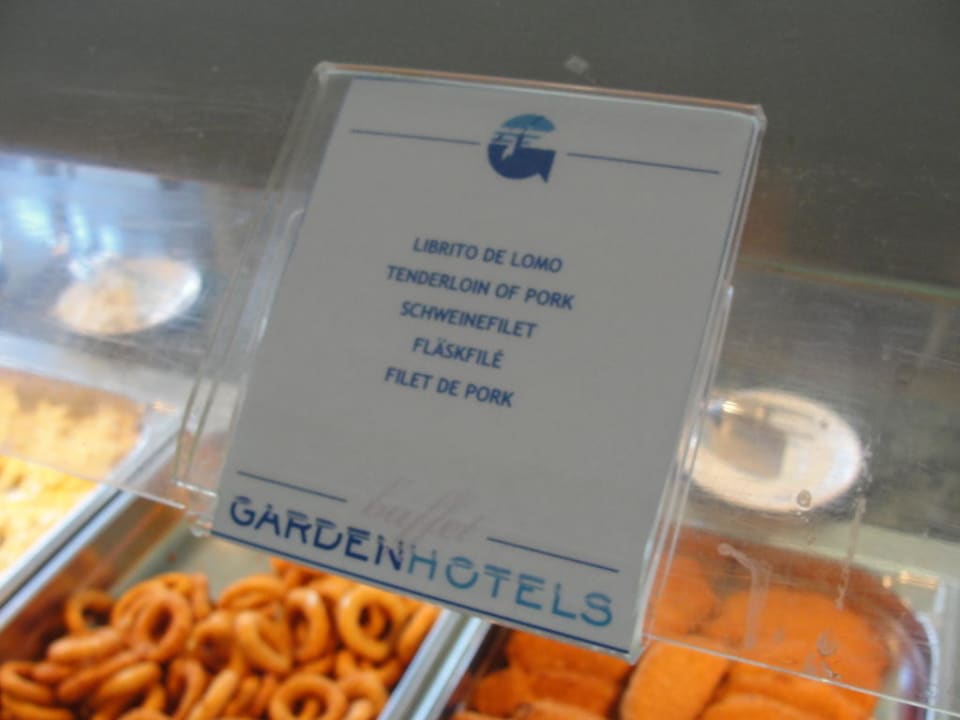 LIBRITO DE LOMO
TENDERLOIN OF PORK
SCHWEINEFILET
FLÄSKFILÉ
FILET DE PORK
buffet
GARDENHOTELS